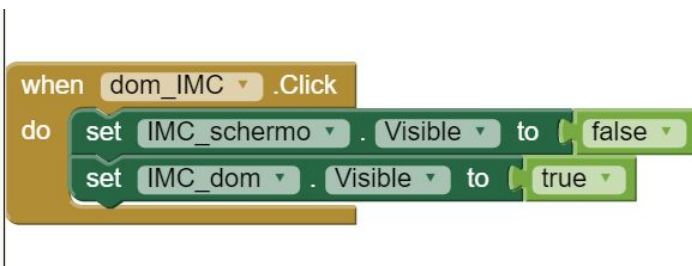 when dom_IMC .Click
do set IMC_schermo . Visible to false
set IMC_dom . Visible to true